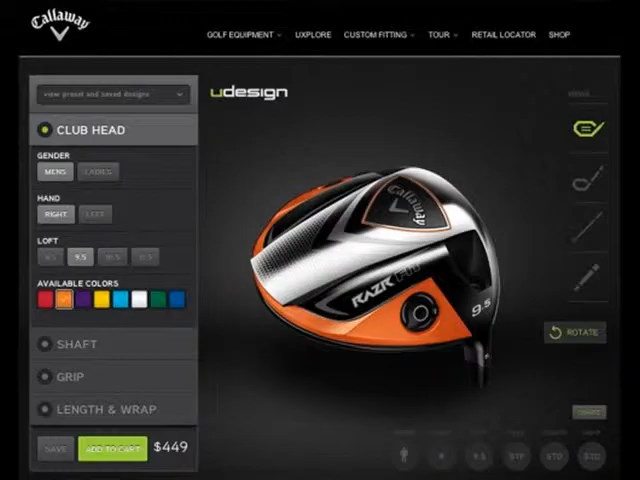 Callaway
GOLF EQUIPMENT
UXPLORE
CUSTOM FITTING
TOUR
RETAIL LOCATOR
SHOP
view preset and saved designs
udesign
CLUB HEAD
GENDER
MENS
LADIES
HAND
RIGHT
LEFT
LOFT
9.5
AVAILABLE COLORS
SHAFT
GRIP
LENGTH & WRAP
SAVE
ADD TO CART
$449
Callaway
RAZR Fit
9.5
ROTATE
9.5
STF
STD
STD